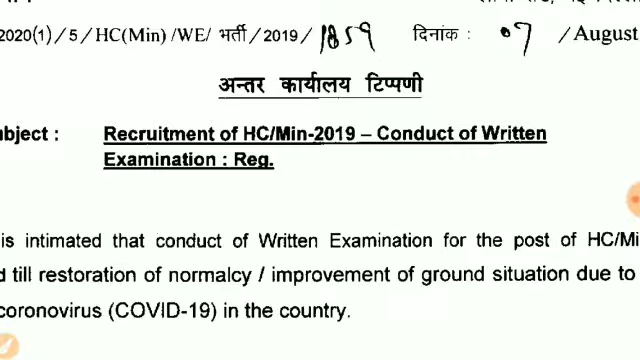 2020(1) /5 / HC(Min) /WE/ भर्ती / 2019 / 1859 दिनांक : 07 / August
अन्तर कार्यालय टिप्पणी
ubject : Recruitment of HC/Min-2019 – Conduct of Written
Examination : Reg.
is intimated that conduct of Written Examination for the post of HC/Mi
d till restoration of normalcy / improvement of ground situation due to
coronovirus (COVID-19) in the country.